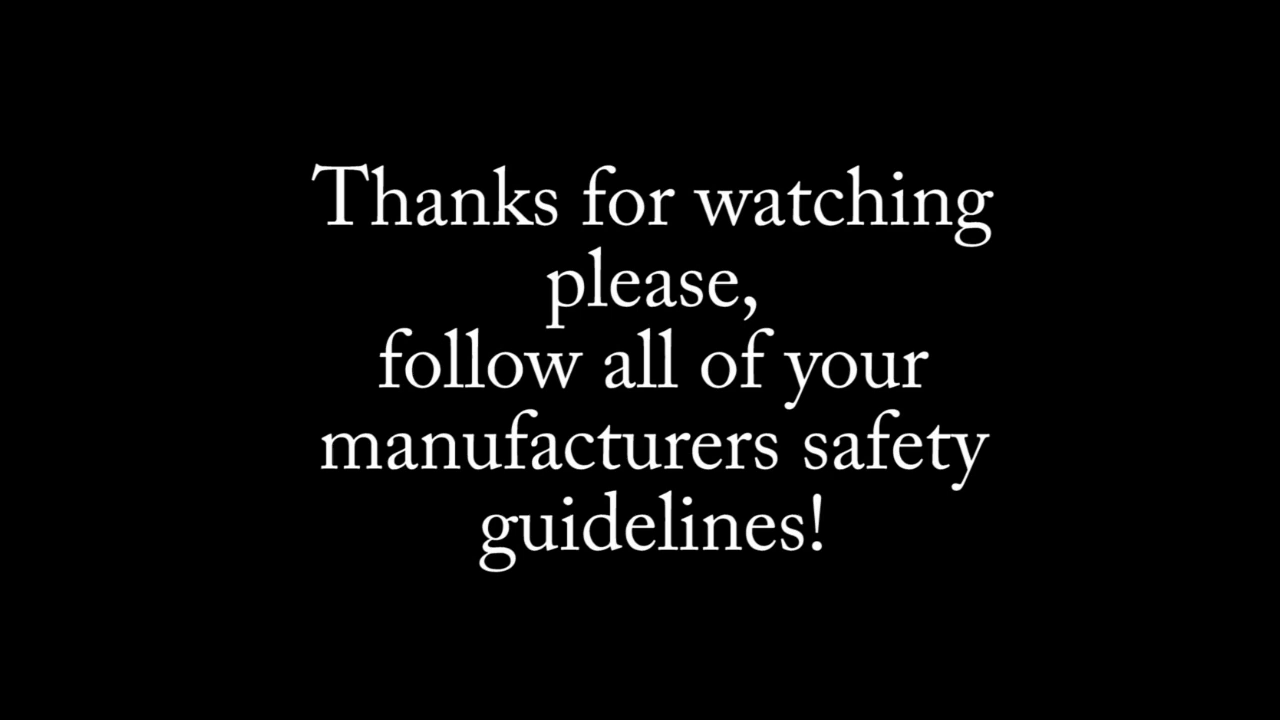 Thanks for watching
please,
follow all of your
manufacturers safety
guidelines!